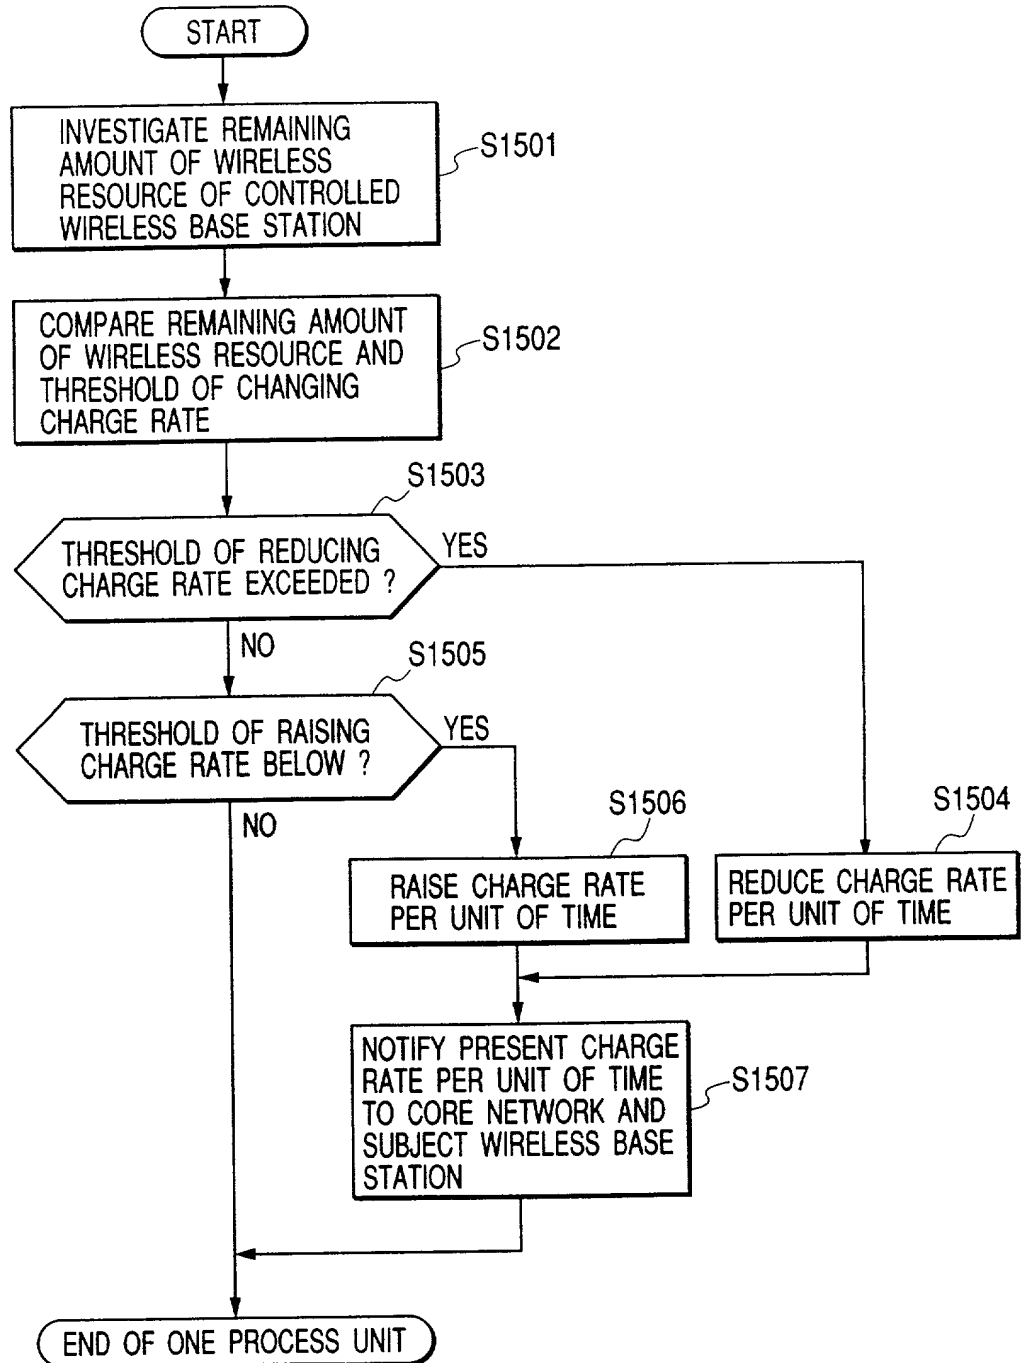 START
INVESTIGATE REMAINING
AMOUNT OF WIRELESS
RESOURCE OF CONTROLLED
WIRELESS BASE STATION
S1501
COMPARE REMAINING AMOUNT
OF WIRELESS RESOURCE AND
THRESHOLD OF CHANGING
CHARGE RATE
S1502
S1503
THRESHOLD OF REDUCING
CHARGE RATE EXCEEDED ?
YES
NO
S1505
THRESHOLD OF RAISING
CHARGE RATE BELOW ?
YES
NO
S1506
RAISE CHARGE RATE
PER UNIT OF TIME
S1504
REDUCE CHARGE RATE
PER UNIT OF TIME
NOTIFY PRESENT CHARGE
RATE PER UNIT OF TIME
TO CORE NETWORK AND
SUBJECT WIRELESS BASE
STATION
S1507
END OF ONE PROCESS UNIT